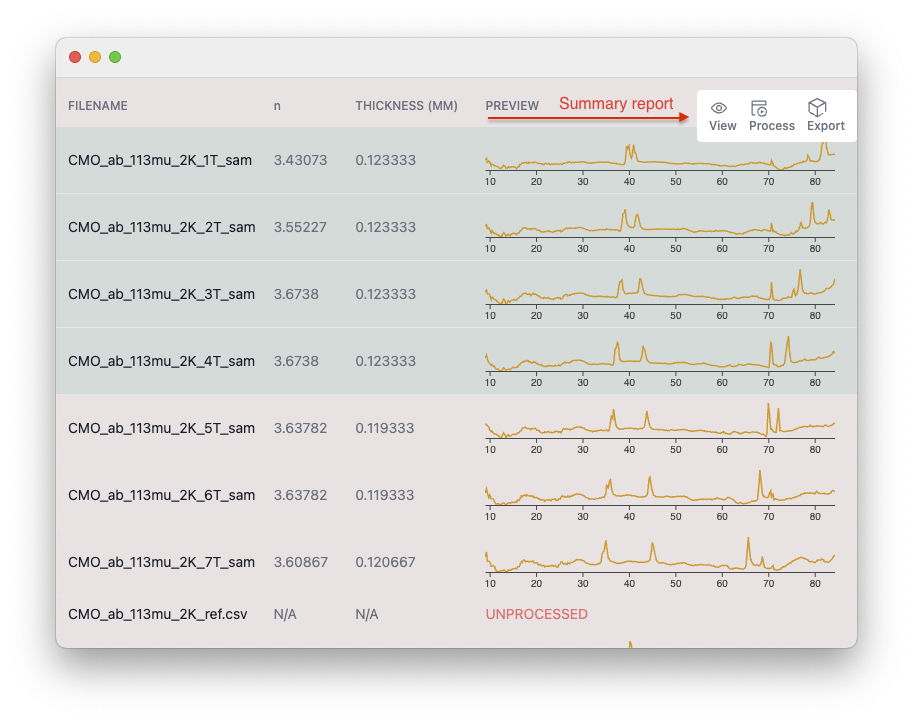 FILENAME n THICKNESS (MM) PREVIEW Summary report
View Process Export
CMO_ab_113mu_2K_1T_sam 3.43073 0.123333
10 20 30 40 50 60 70 80
CMO_ab_113mu_2K_2T_sam 3.55227 0.123333
10 20 30 40 50 60 70 80
CMO_ab_113mu_2K_3T_sam 3.6738 0.123333
10 20 30 40 50 60 70 80
CMO_ab_113mu_2K_4T_sam 3.6738 0.123333
10 20 30 40 50 60 70 80
CMO_ab_113mu_2K_5T_sam 3.63782 0.119333
10 20 30 40 50 60 70 80
CMO_ab_113mu_2K_6T_sam 3.63782 0.119333
10 20 30 40 50 60 70 80
CMO_ab_113mu_2K_7T_sam 3.60867 0.120667
10 20 30 40 50 60 70 80
CMO_ab_113mu_2K_ref.csv N/A N/A UNPROCESSED